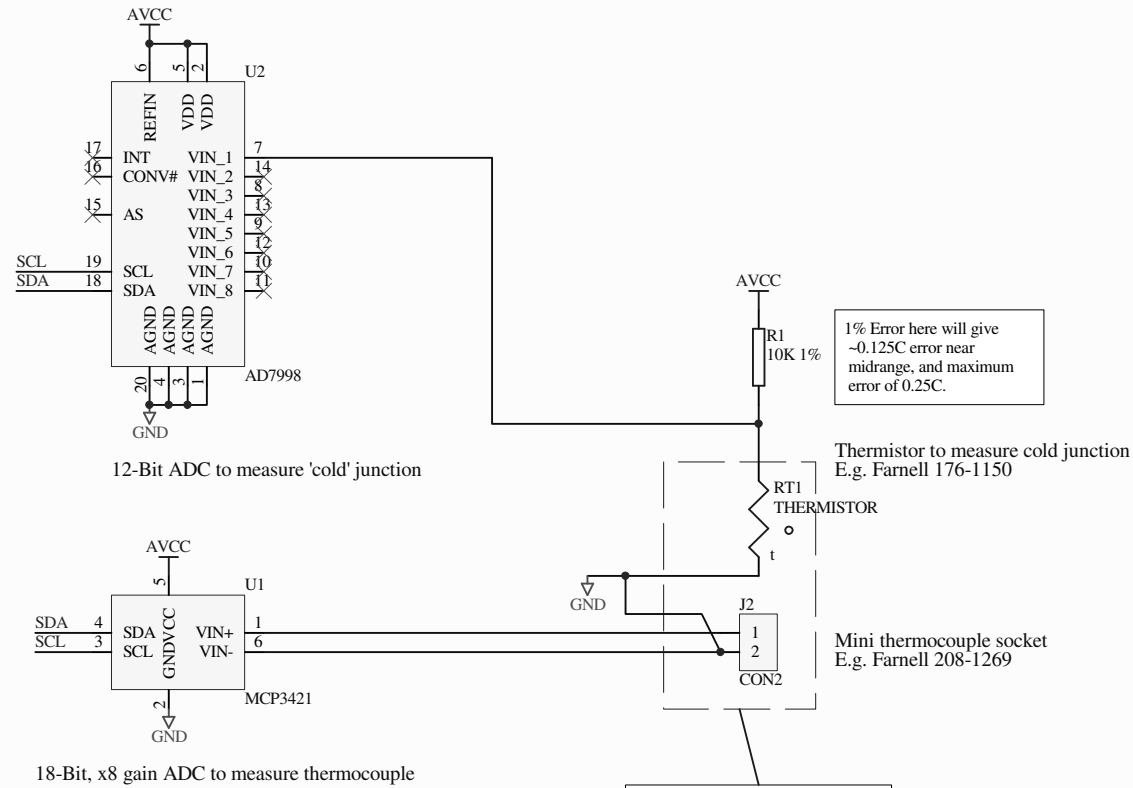 AVCC
6
5
2
U2
REFIN
VDD
VDD
17
INT
VIN_1
7
16
CONV#
VIN_2
14
VIN_3
8
15
AS
VIN_4
13
VIN_5
9
VIN_6
12
SCL
19
SCL
VIN_7
10
SDA
18
SDA
VIN_8
11
AGND
AGND
AGND
AGND
20
4
3
1
AD7998
GND
12-Bit ADC to measure 'cold' junction
AVCC
R1
10K 1%
1% Error here will give
~0.125C error near
midrange, and maximum
error of 0.25C.
Thermistor to measure cold junction
E.g. Farnell 176-1150
RT1
THERMISTOR
t
GND
AVCC
5
U1
SDA
4
SDA
VIN+
1
SCL
3
SCL
VIN-
6
GND
VCC
2
MCP3421
GND
J2
1
2
CON2
Mini thermocouple socket
E.g. Farnell 208-1269
18-Bit, x8 gain ADC to measure thermocouple